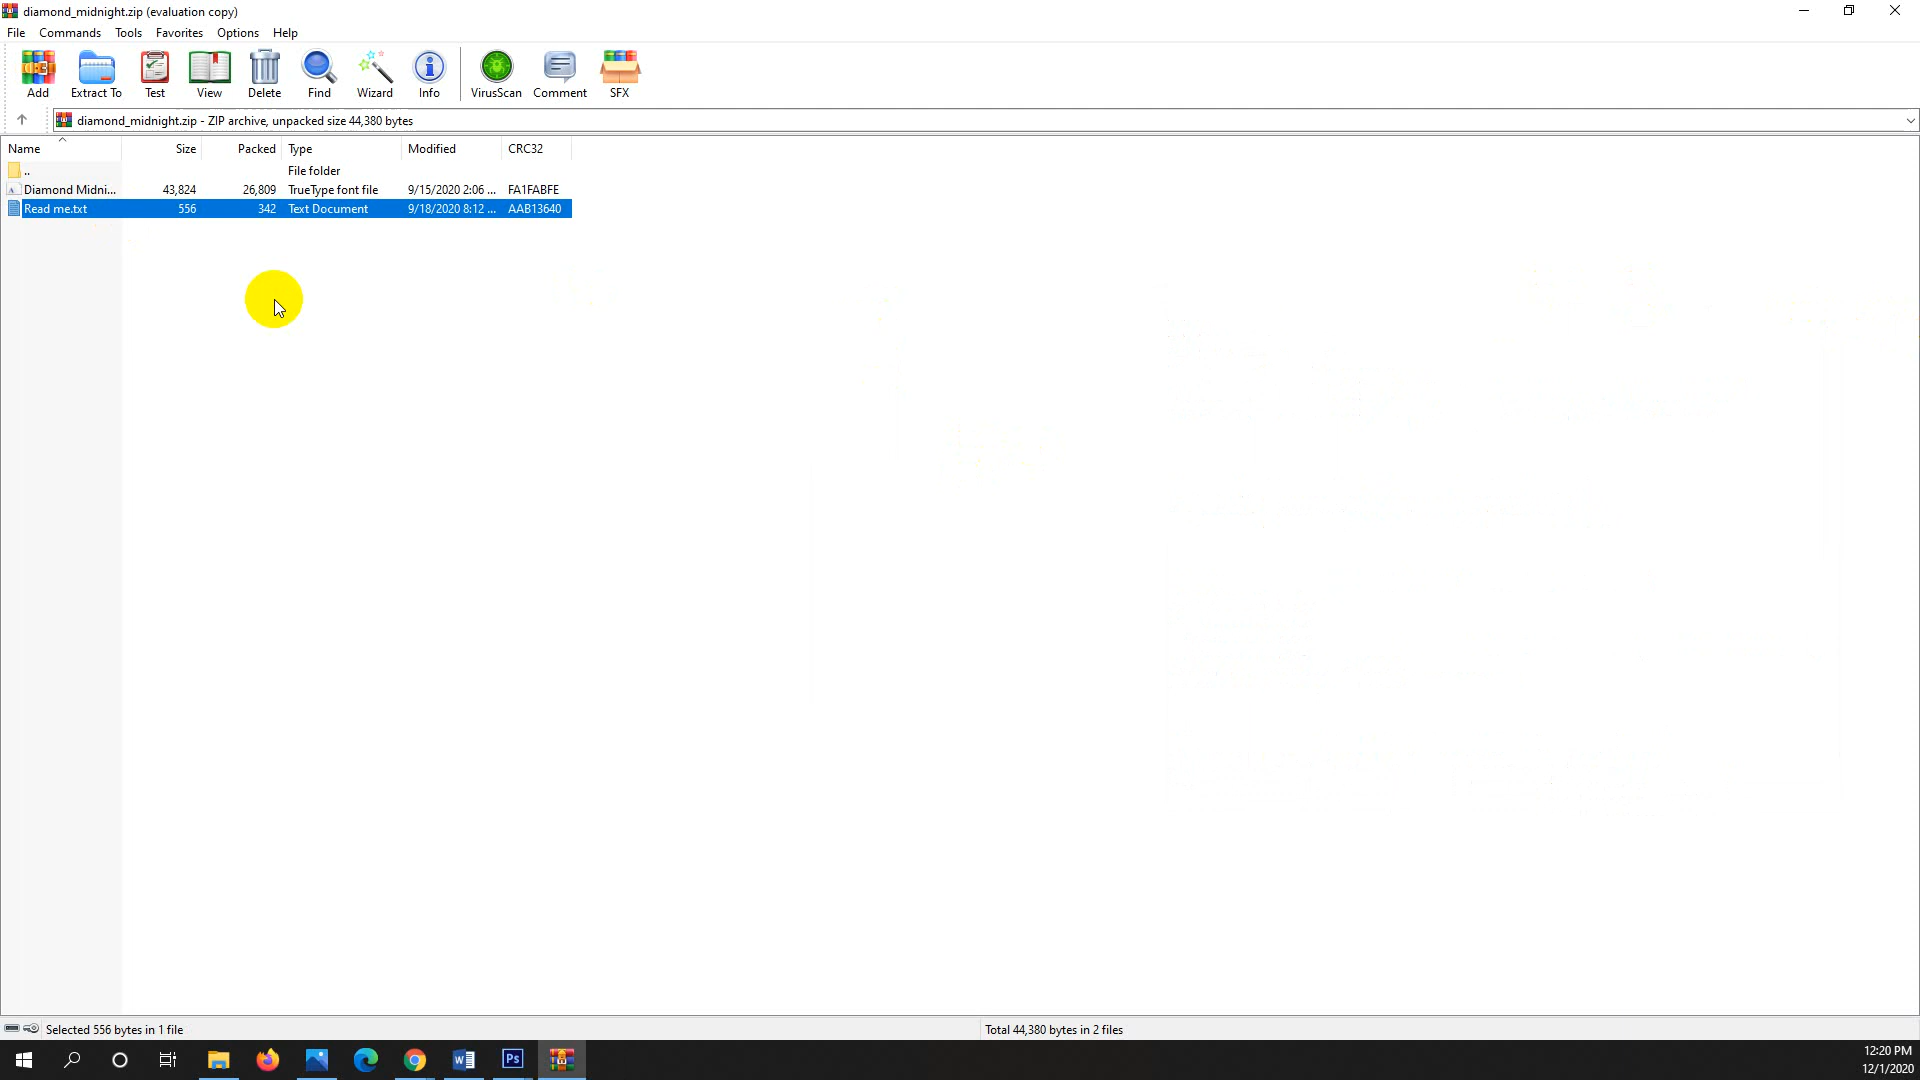 diamond_midnight.zip (evaluation copy)
File Commands Tools Favorites Options Help
Add Extract To Test View Delete Find Wizard Info VirusScan Comment SFX
diamond_midnight.zip - ZIP archive, unpacked size 44,380 bytes
Name Size Packed Type Modified CRC32
.. File folder
Diamond Midni... 43,824 26,809 TrueType font file 9/15/2020 2:06 ... FA1FABFE
Read me.txt 556 342 Text Document 9/18/2020 8:12 ... AAB13640
Selected 556 bytes in 1 file Total 44,380 bytes in 2 files
Ps
12:20 PM
12/1/2020